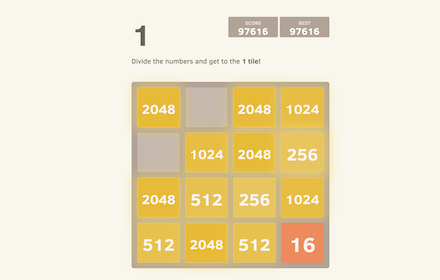 1
SCORE
97616
BEST
97616
Divide the numbers and get to the 1 tile!
2048 2048 1024
1024 2048 256
2048 512 256 1024
512 2048 512 16